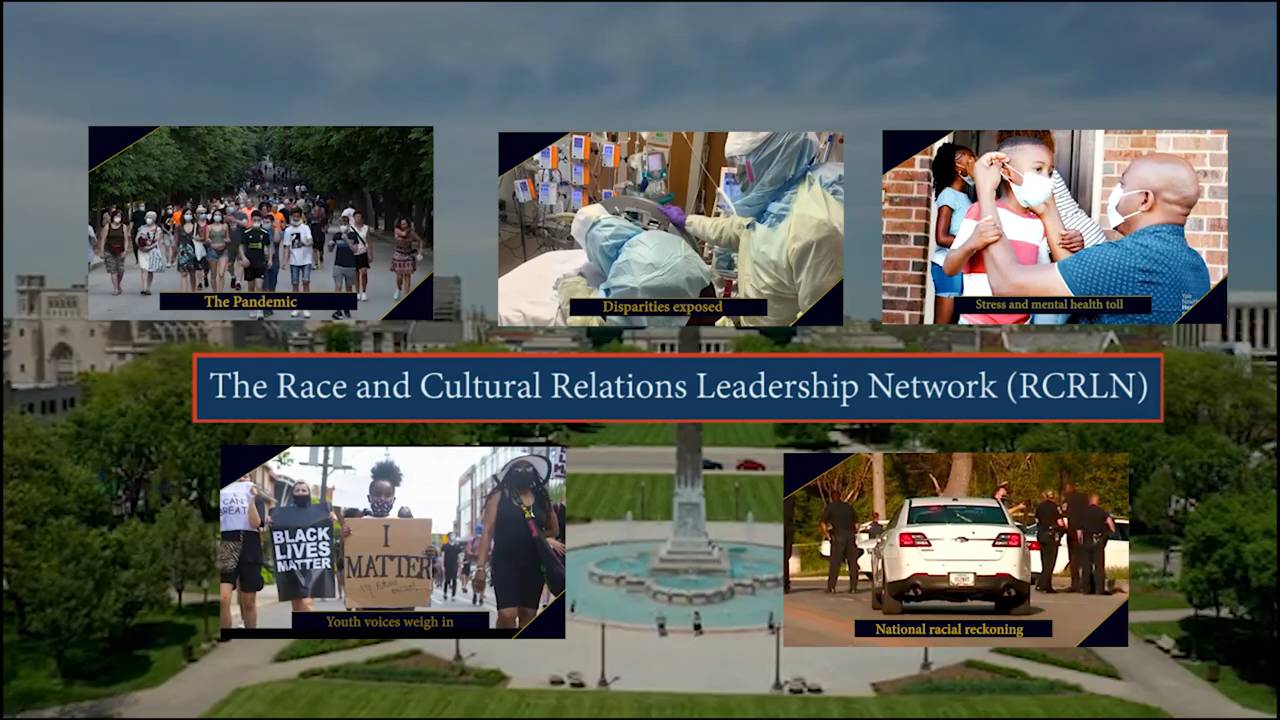 The Pandemic
Disparities exposed
Stress and mental health toll
The Race and Cultural Relations Leadership Network (RCRLN)
CAN
BLACK
LIVES
MATTER
I
MATTER
Youth voices weigh in
National racial reckoning